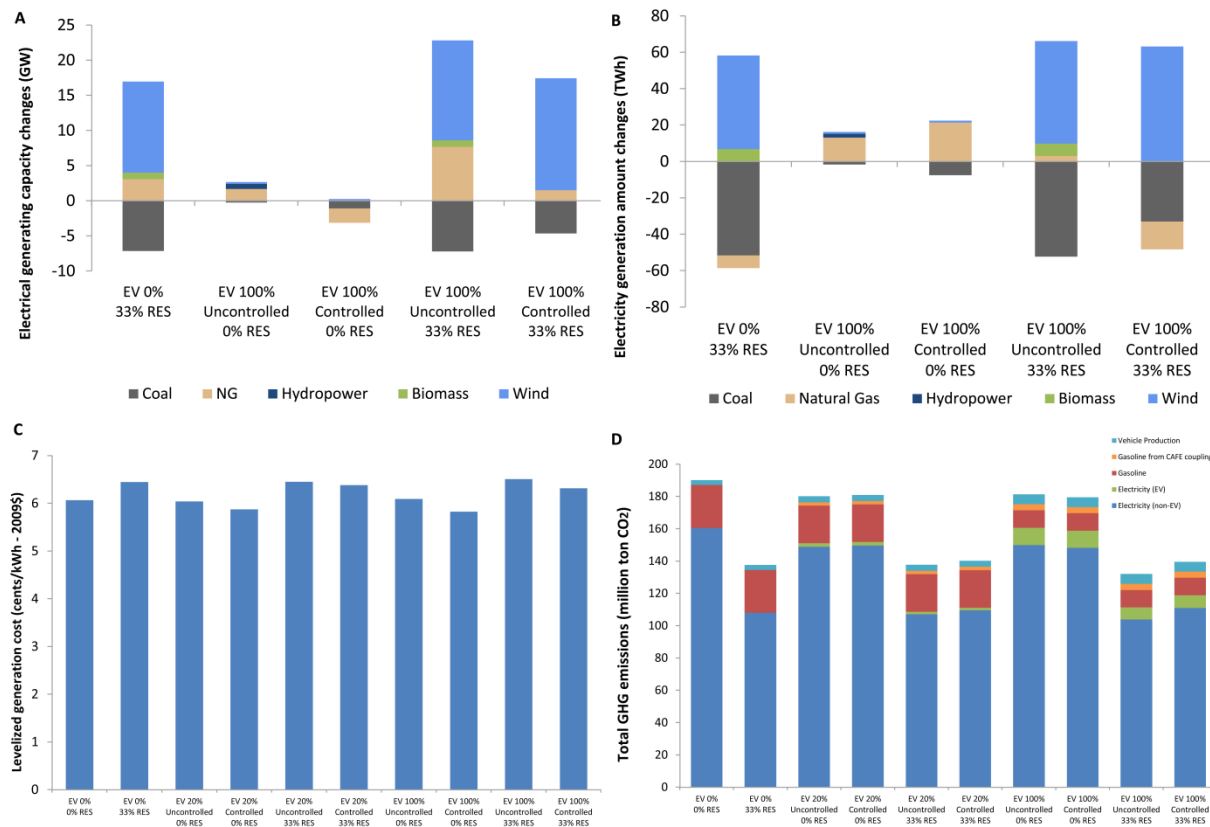 A
Electrical generating capacity changes (GW)
25
20
15
10
5
0
-5
-10
EV 0%
33% RES
EV 100%
Uncontrolled
0% RES
EV 100%
Controlled
0% RES
EV 100%
Uncontrolled
33% RES
EV 100%
Controlled
33% RES
Coal
NG
Hydropower
Biomass
Wind
B
Electricity generation amount changes (TWh)
80
60
40
20
0
-20
-40
-60
-80
EV 0%
33% RES
EV 100%
Uncontrolled
0% RES
EV 100%
Controlled
0% RES
EV 100%
Uncontrolled
33% RES
EV 100%
Controlled
33% RES
Coal
Natural Gas
Hydropower
Biomass
Wind
C
Levelized generation cost (cents/kWh - 2009$)
7
6
5
4
3
2
1
0
EV 0%
0% RES
EV 0%
33% RES
EV 20%
Uncontrolled
0% RES
EV 20%
Controlled
0% RES
EV 20%
Uncontrolled
33% RES
EV 20%
Controlled
33% RES
EV 100%
Uncontrolled
0% RES
EV 100%
Controlled
0% RES
EV 100%
Uncontrolled
33% RES
EV 100%
Controlled
33% RES
D
Total GHG emissions (million ton CO2)
Vehicle Production
Gasoline from CAFE coupling
Gasoline
Electricity (EV)
Electricity (non-EV)
200
180
160
140
120
100
80
60
40
20
0
EV 0%
0% RES
EV 0%
33% RES
EV 20%
Uncontrolled
0% RES
EV 20%
Controlled
0% RES
EV 20%
Uncontrolled
33% RES
EV 20%
Controlled
33% RES
EV 100%
Uncontrolled
0% RES
EV 100%
Controlled
0% RES
EV 100%
Uncontrolled
33% RES
EV 100%
Controlled
33% RES